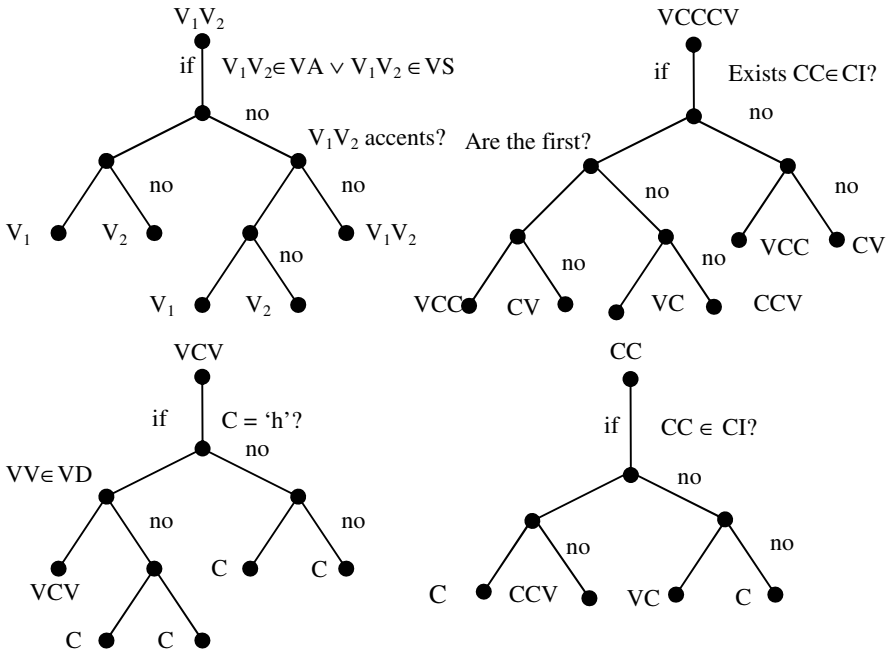 V₁V₂
if V₁V₂∈VA ∨ V₁V₂ ∈VS
no
V₁V₂ accents?
no no
V₁ V₂ V₁V₂
no
V₁ V₂
VCCCV
if Exists CC∈CI?
no
Are the first?
no no
VCC CV
no no
VCC CV VC CCV
VCV
if C = ‘h’?
no
VV∈VD
no no
VCV C C
C C
CC
if CC ∈ CI?
no
no no
C CCV VC C